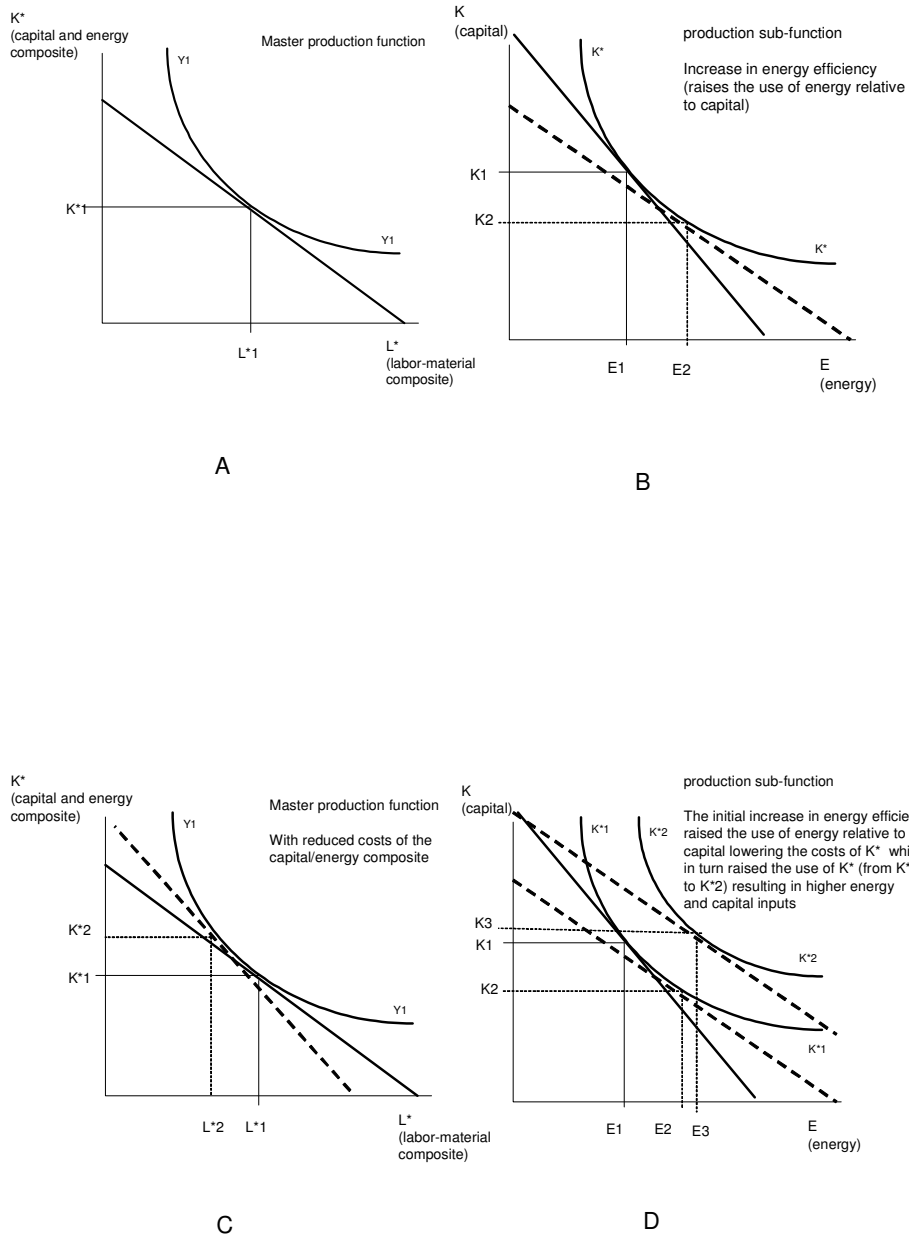 K*
(capital and energy
composite)
Master production function
Y1
K*1
Y1
L*1
L*
(labor-material
composite)
A
K
(capital)
production sub-function
Increase in energy efficiency
(raises the use of energy relative
to capital)
K*
K1
K2
K*
E1
E2
E
(energy)
B
K*
(capital and energy
composite)
Master production function
With reduced costs of the
capital/energy composite
Y1
K*2
K*1
Y1
L*2
L*1
L*
(labor-material
composite)
C
K
(capital)
production sub-function
The initial increase in energy efficie
raised the use of energy relative to
capital lowering the costs of K* whi
in turn raised the use of K* (from K*
to K*2) resulting in higher energy
and capital inputs
K*1
K*2
K3
K1
K2
K*2
K*1
E1
E2
E3
E
(energy)
D